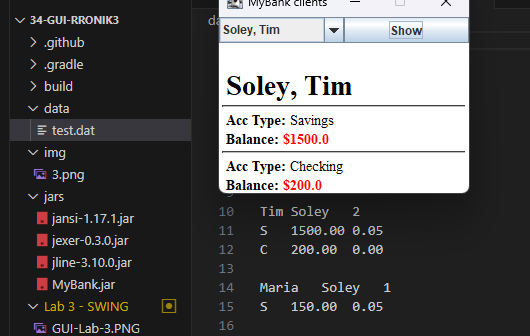 34-GUI-RRONIK3
.github
.gradle
build
data
test.dat
img
3.png
jars
jansi-1.17.1.jar
jexer-0.3.0.jar
jline-3.10.0.jar
MyBank.jar
Lab 3 - SWING
GUI-Lab-3.PNG
da
MyBank clients
Soley, Tim
Show
Soley, Tim
Acc Type: Savings
Balance: $1500.0
Acc Type: Checking
Balance: $200.0
10 Tim Soley 2
11 S 1500.00 0.05
12 C 200.00 0.00
13
14 Maria Soley 1
15 S 150.00 0.05
16